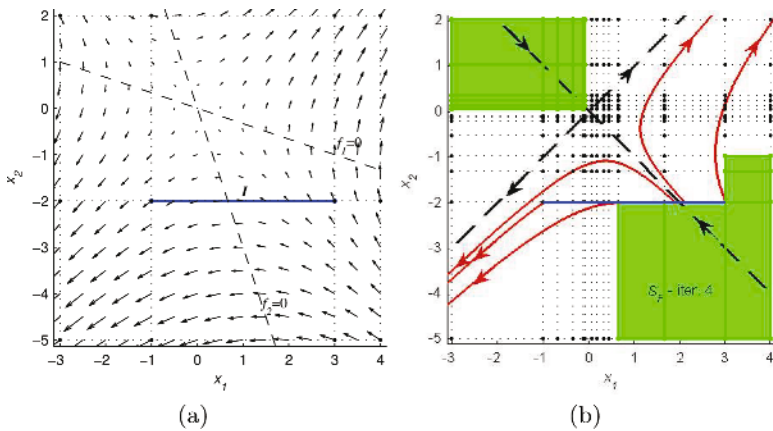 2
1
0
−1
−2
−3
−4
−5
x2
f1=0
I
f2=0
−3 −2 −1 0 1 2 3 4
x1
(a)
2
1
0
-1
-2
-3
-4
-5
x2
SF - iter. 4
-3 -2 -1 0 1 2 3 4
x1
(b)